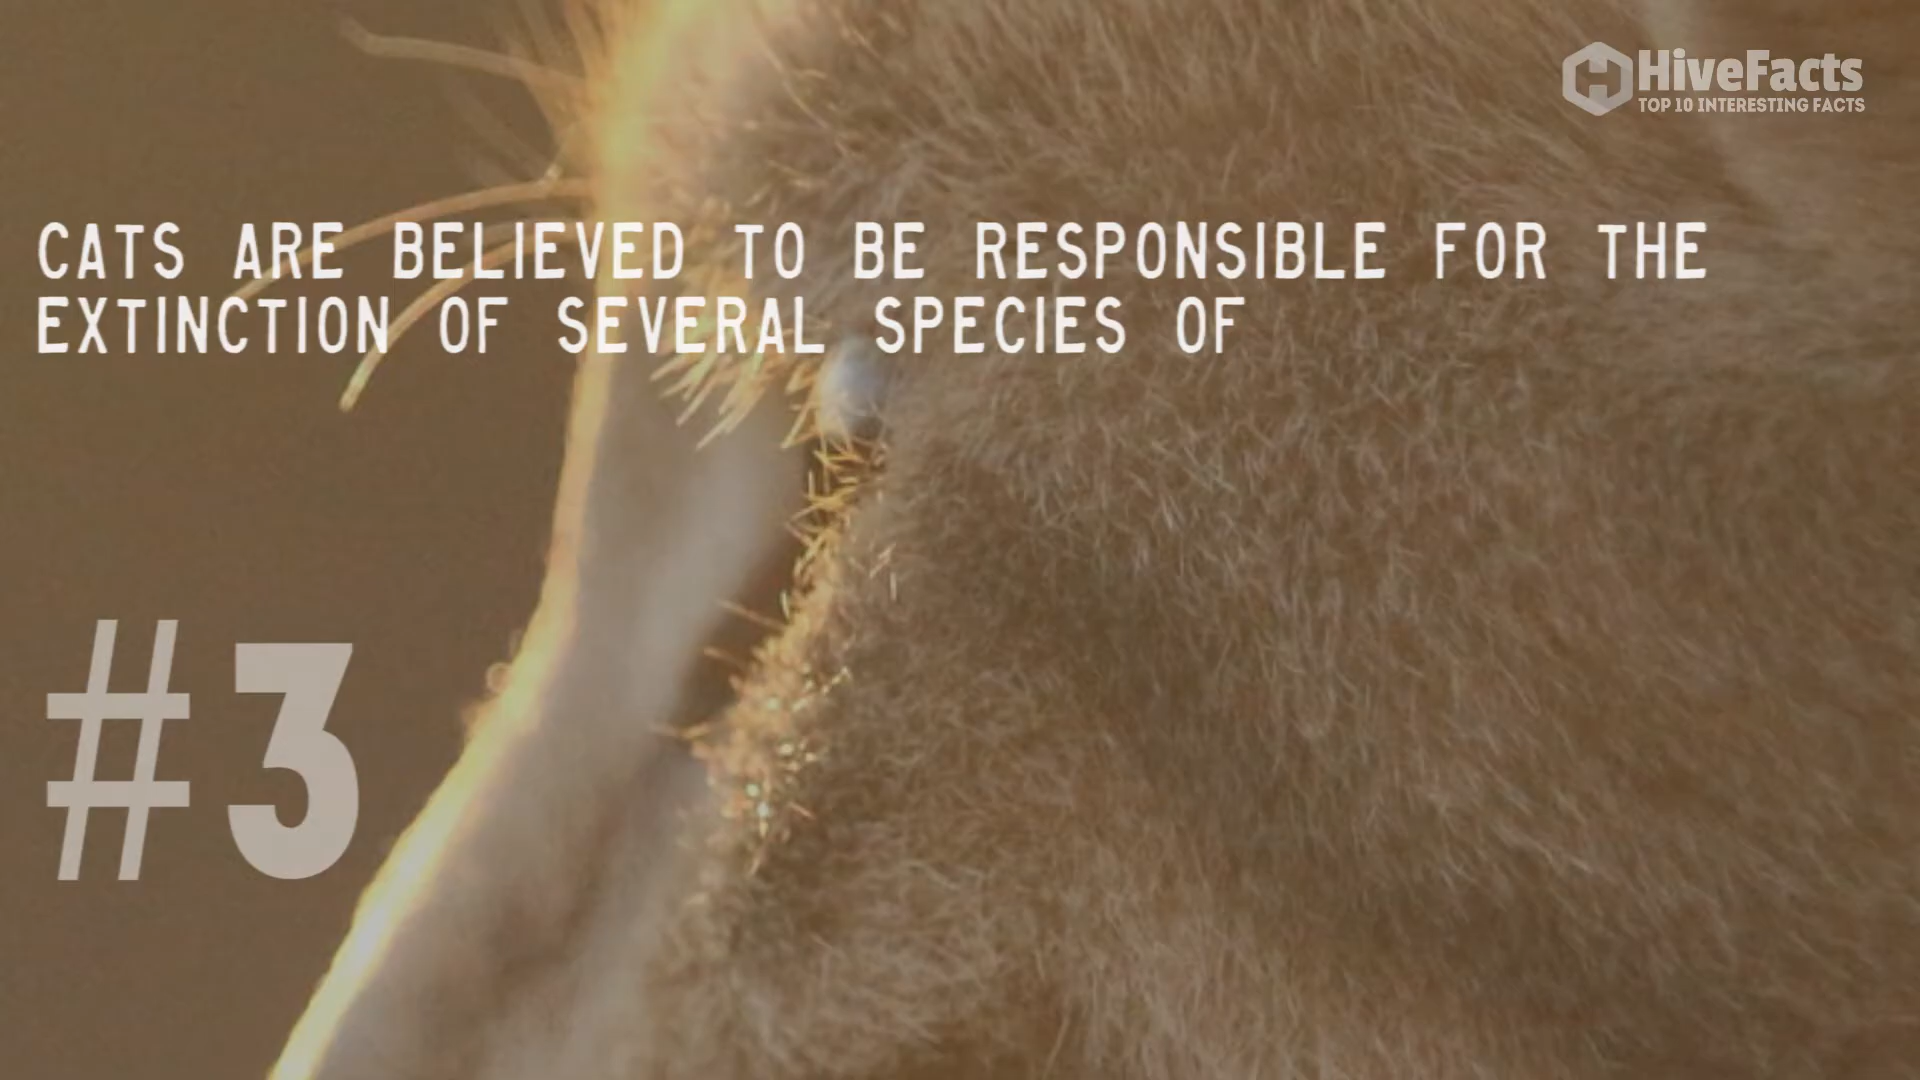 HiveFacts
TOP 10 INTERESTING FACTS
CATS ARE BELIEVED TO BE RESPONSIBLE FOR THE
EXTINCTION OF SEVERAL SPECIES OF
#3